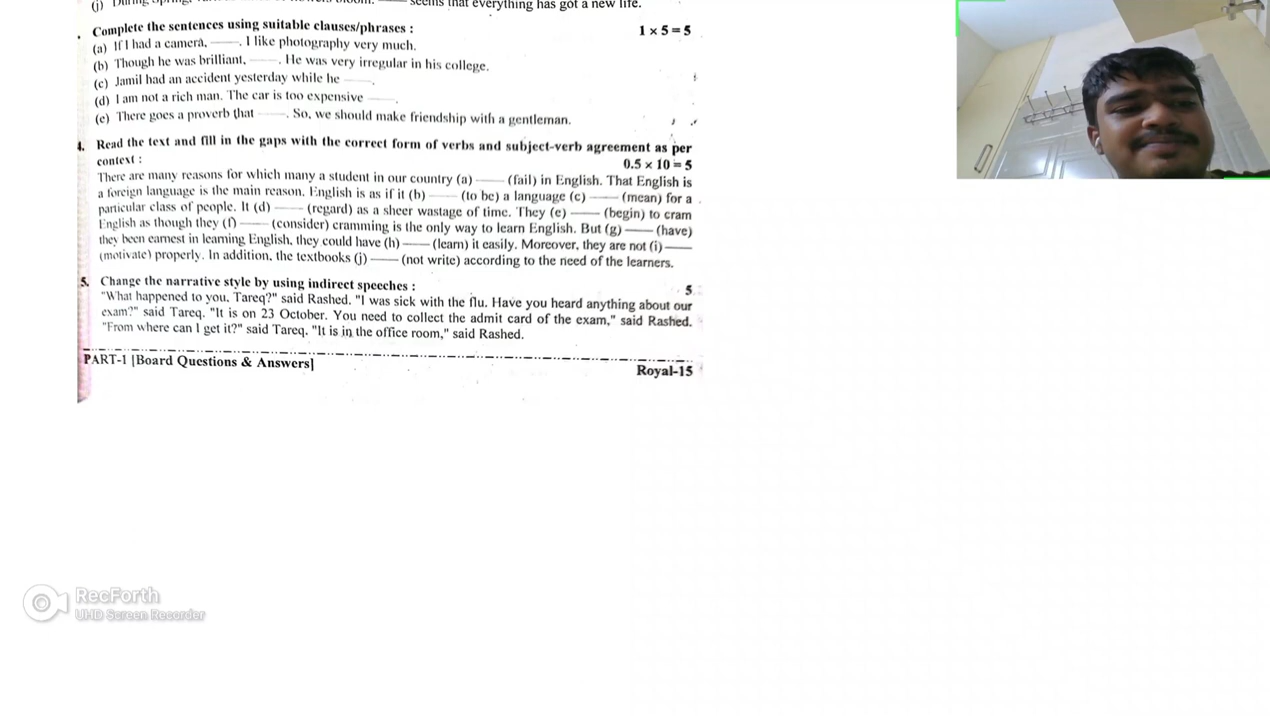 (j) During Spring, seems that everything has got a new life.
Complete the sentences using suitable clauses/phrases : 1 × 5 = 5
(a) If I had a camera, ——. I like photography very much.
(b) Though he was brilliant, ——. He was very irregular in his college.
(c) Jamil had an accident yesterday while he ——.
(d) I am not a rich man. The car is too expensive ——.
(e) There goes a proverb that ——. So, we should make friendship with a gentleman.
4. Read the text and fill in the gaps with the correct form of verbs and subject-verb agreement as per
context : 0.5 × 10 = 5
There are many reasons for which many a student in our country (a) —— (fail) in English. That English is
a foreign language is the main reason. English is as if it (b) —— (to be) a language (c) —— (mean) for a
particular class of people. It (d) —— (regard) as a sheer wastage of time. They (e) —— (begin) to cram
English as though they (f) —— (consider) cramming is the only way to learn English. But (g) —— (have)
they been earnest in learning English, they could have (h) —— (learn) it easily. Moreover, they are not (i) ——
(motivate) properly. In addition, the textbooks (j) —— (not write) according to the need of the learners.
5. Change the narrative style by using indirect speeches : 5
"What happened to you, Tareq?" said Rashed. "I was sick with the flu. Have you heard anything about our
exam?" said Tareq. "It is on 23 October. You need to collect the admit card of the exam," said Rashed.
"From where can I get it?" said Tareq. "It is in the office room," said Rashed.
PART-1 [Board Questions & Answers]
Royal-15
RecForth
UHD Screen Recorder